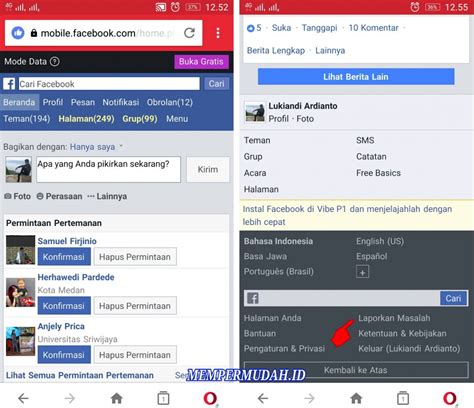 4G 12.52
mobile.facebook.com/home.p
Mode Data Buka Gratis
Cari Facebook Cari
Beranda Profil Pesan Notifikasi Obrolan(12)
Teman(194) Halaman(249) Grup(99) Menu
Bagikan dengan: Hanya saya
Apa yang Anda pikirkan sekarang? Kirim
Foto Perasaan Lainnya
Permintaan Pertemanan
Samuel Firjinio
Konfirmasi Hapus Permintaan
Herhawedi Pardede
Kota Medan
Konfirmasi Hapus Permintaan
Anjely Prica
Universitas Sriwijaya
Konfirmasi Hapus Permintaan
Lihat Semua Permintaan Pertemanan
4G 12.55
5 · Suka · Tanggapi · 10 Komentar ·
Berita Lengkap · Lainnya
Lihat Berita Lain
Lukiandi Ardianto
Profil · Foto
Teman SMS
Grup Catatan
Acara Free Basics
Halaman
Instal Facebook di Vibe P1 dan menjelajahlah dengan
lebih cepat
Bahasa Indonesia English (US)
Basa Jawa Español
Português (Brasil) +
Cari
Halaman Anda Laporkan Masalah
Bantuan Ketentuan & Kebijakan
Pengaturan & Privasi Keluar (Lukiandi Ardianto)
Kembali ke Atas
MEMPERMUDAH.ID